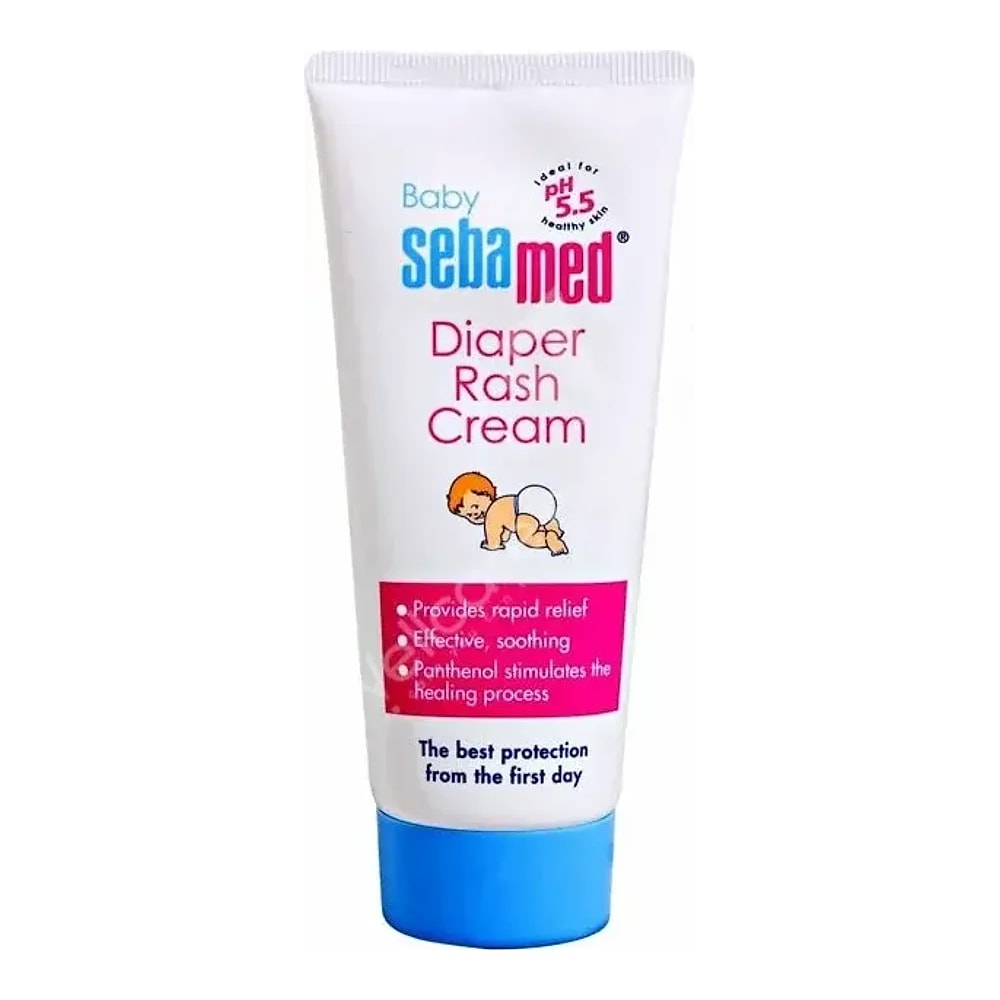 Baby
ideal for
pH
5.5
healthy skin
sebamed®
Diaper
Rash
Cream
• Provides rapid relief
• Effective, soothing
• Panthenol stimulates the
healing process
The best protection
from the first day